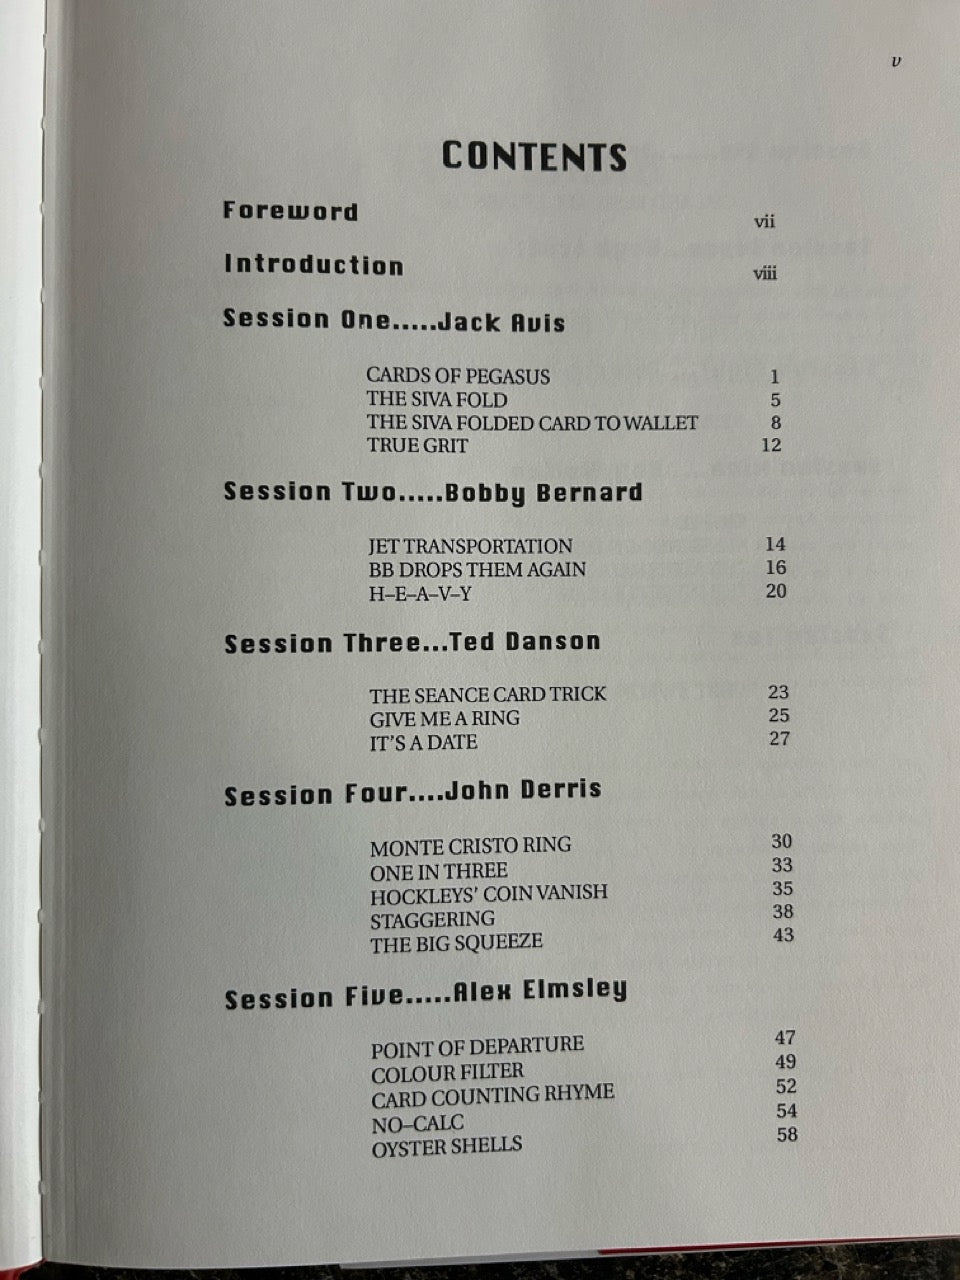 v
CONTENTS
Foreword vii
Introduction viii
Session One.....Jack Avis
CARDS OF PEGASUS 1
THE SIVA FOLD 5
THE SIVA FOLDED CARD TO WALLET 8
TRUE GRIT 12
Session Two.....Bobby Bernard
JET TRANSPORTATION 14
BB DROPS THEM AGAIN 16
H–E–A–V–Y 20
Session Three...Ted Danson
THE SEANCE CARD TRICK 23
GIVE ME A RING 25
IT'S A DATE 27
Session Four....John Derris
MONTE CRISTO RING 30
ONE IN THREE 33
HOCKLEYS' COIN VANISH 35
STAGGERING 38
THE BIG SQUEEZE 43
Session Five.....Alex Elmsley
POINT OF DEPARTURE 47
COLOUR FILTER 49
CARD COUNTING RHYME 52
NO–CALC 54
OYSTER SHELLS 58